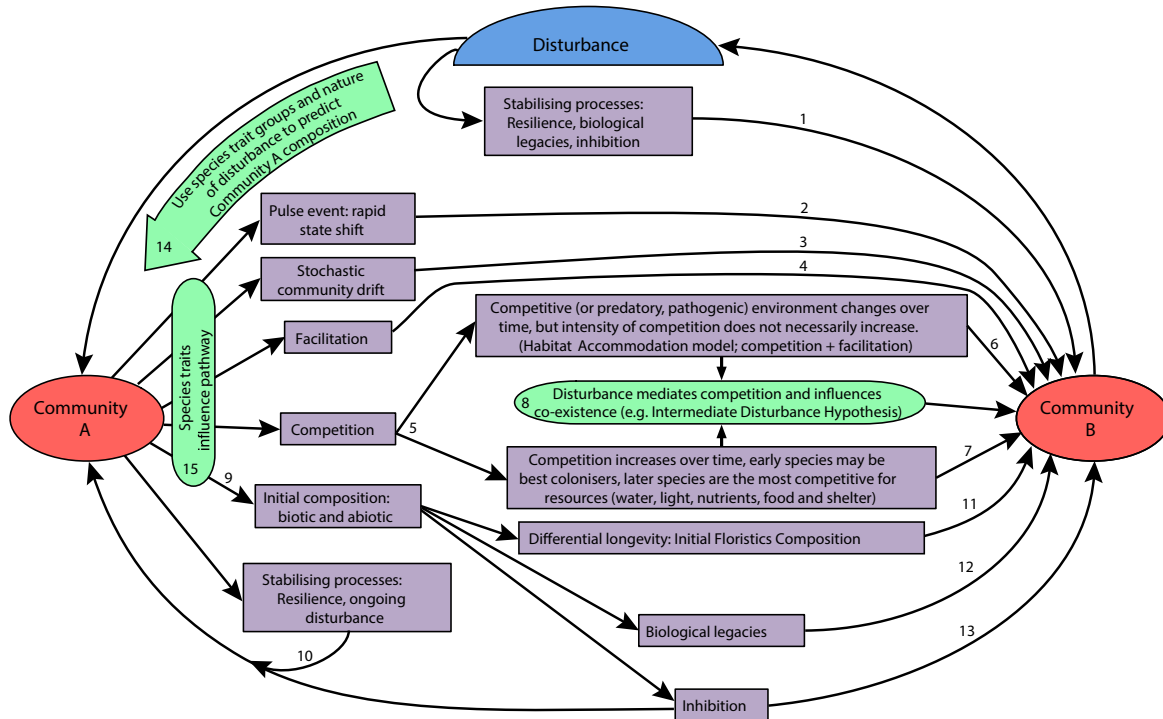 Disturbance
Stabilising processes:
Resilience, biological
legacies, inhibition
1
Use species trait groups and nature
of disturbance to predict
Community A composition
14
Pulse event: rapid
state shift
2
Stochastic
community drift
3
4
Facilitation
Competitive (or predatory, pathogenic) environment changes over
time, but intensity of competition does not necessarily increase.
(Habitat Accommodation model; competition + facilitation)
6
Species traits
influence pathway
15
Community
A
Competition
5
8
Disturbance mediates competition and influences
co-existence (e.g. Intermediate Disturbance Hypothesis)
Community
B
Competition increases over time, early species may be
best colonisers, later species are the most competitive for
resources (water, light, nutrients, food and shelter)
7
9
Initial composition:
biotic and abiotic
11
Differential longevity: Initial Floristics Composition
Stabilising processes:
Resilience, ongoing
disturbance
12
Biological legacies
10
13
Inhibition